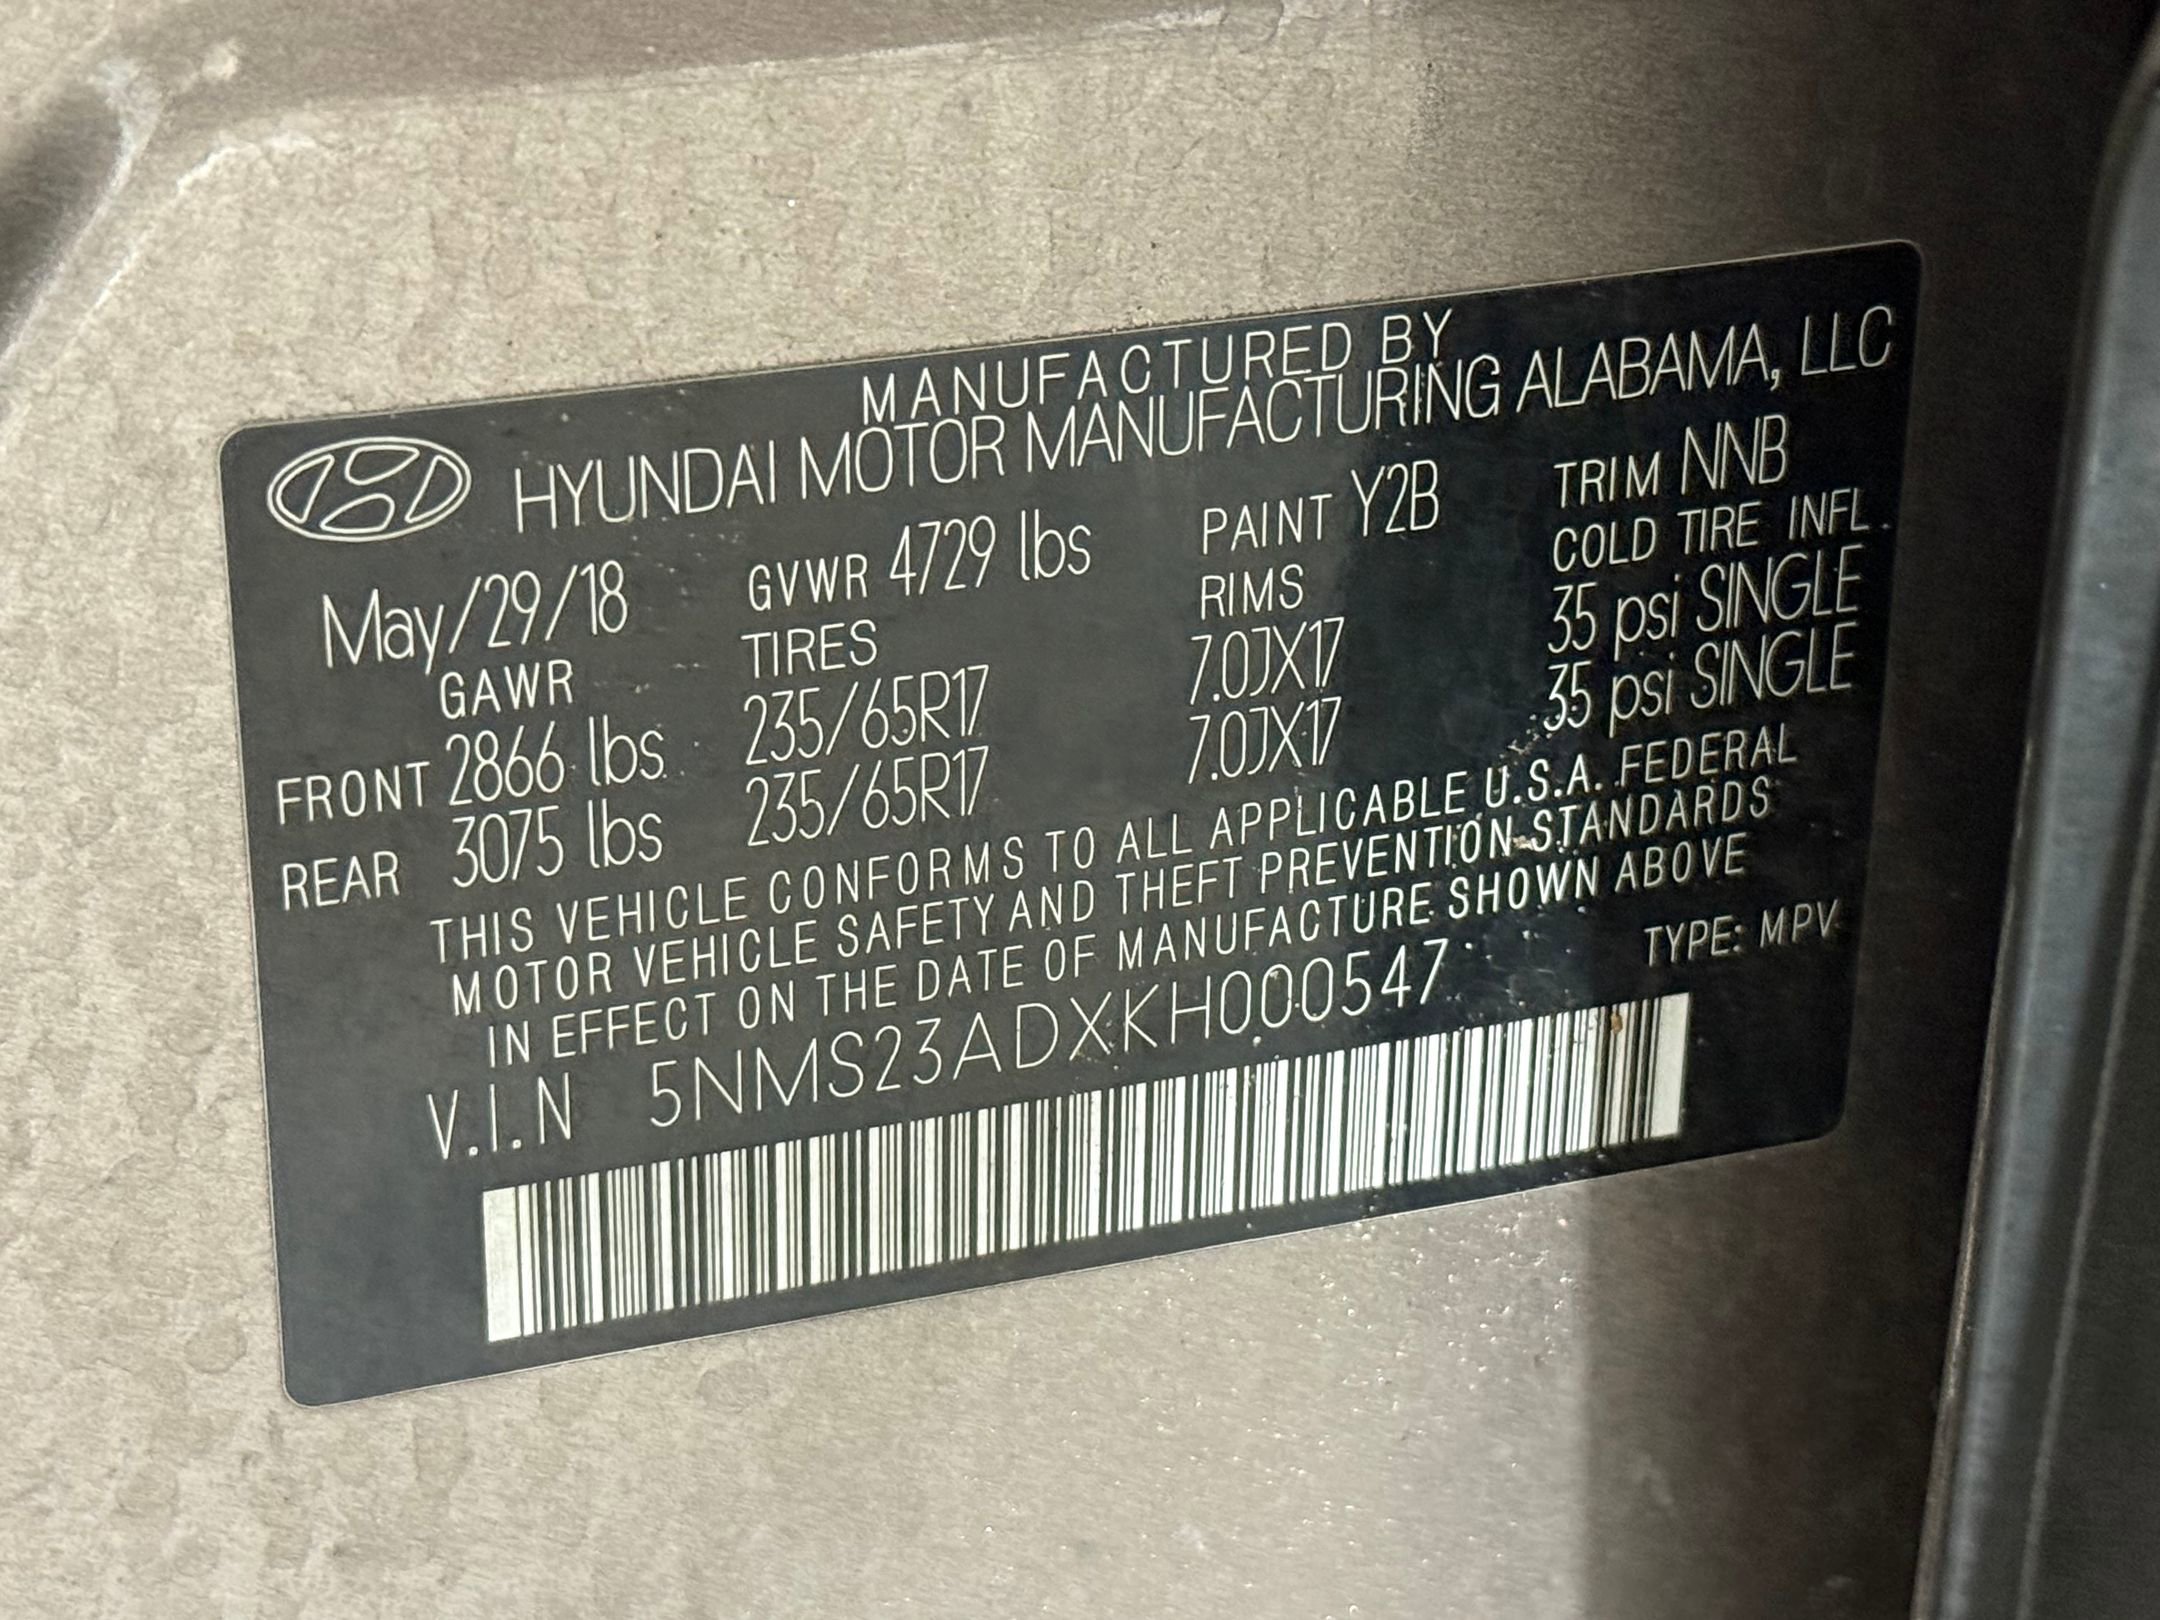 MANUFACTURED BY
HYUNDAI MOTOR MANUFACTURING ALABAMA, LLC
May/29/18 GVWR 4729 lbs PAINT Y2B TRIM NNB
GAWR TIRES RIMS COLD TIRE INFL.
FRONT 2866 lbs 235/65R17 7.0JX17 35 psi SINGLE
REAR 3075 lbs 235/65R17 7.0JX17 35 psi SINGLE
THIS VEHICLE CONFORMS TO ALL APPLICABLE U.S.A. FEDERAL
MOTOR VEHICLE SAFETY AND THEFT PREVENTION STANDARDS
IN EFFECT ON THE DATE OF MANUFACTURE SHOWN ABOVE
V.I.N 5NMS23ADXKH000547 TYPE: MPV